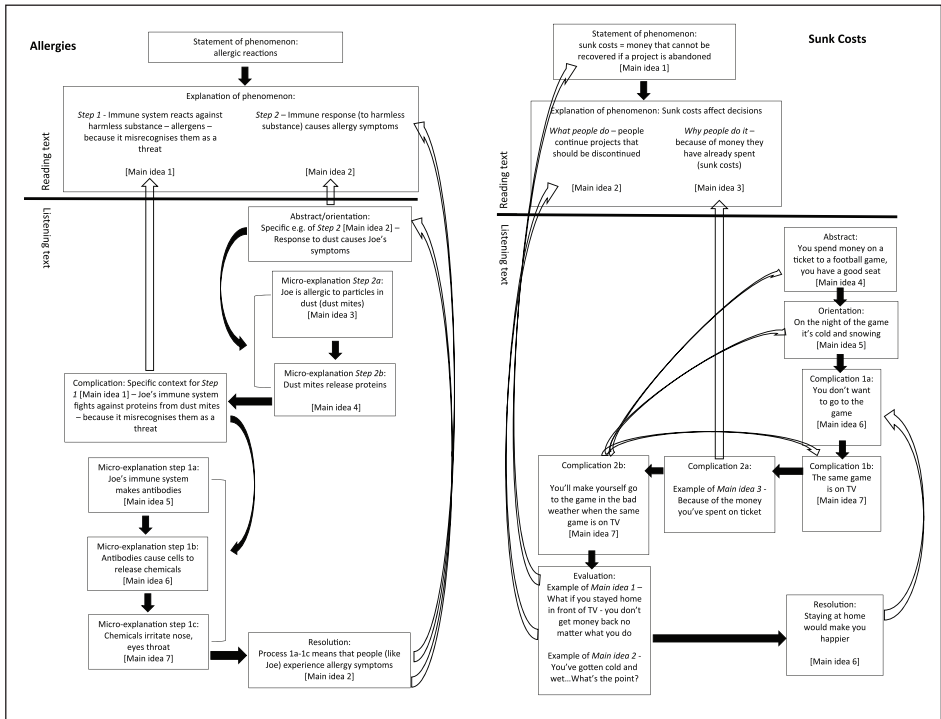 Allergies
Statement of phenomenon:
allergic reactions
Explanation of phenomenon:
Step 1 - Immune system reacts against
harmless substance – allergens –
because it misrecognises them as a
threat
[Main idea 1]
Step 2 – Immune response (to harmless
substance) causes allergy symptoms
[Main idea 2]
Reading text
Listening text
Abstract/orientation:
Specific e.g. of Step 2 [Main idea 2] –
Response to dust causes Joe's
symptoms
Micro-explanation Step 2a:
Joe is allergic to particles in
dust (dust mites)
[Main idea 3]
Micro-explanation Step 2b:
Dust mites release proteins
[Main idea 4]
Complication: Specific context for Step
1 [Main idea 1] – Joe's immune system
fights against proteins from dust mites
– because it misrecognises them as a
threat
Micro-explanation step 1a:
Joe's immune system
makes antibodies
[Main idea 5]
Micro-explanation step 1b:
Antibodies cause cells to
release chemicals
[Main idea 6]
Micro-explanation step 1c:
Chemicals irritate nose,
eyes throat
[Main idea 7]
Resolution:
Process 1a-1c means that people (like
Joe) experience allergy symptoms
[Main idea 2]
Sunk Costs
Statement of phenomenon:
sunk costs = money that cannot be
recovered if a project is abandoned
[Main idea 1]
Explanation of phenomenon: Sunk costs affect decisions
What people do – people
continue projects that
should be discontinued
[Main idea 2]
Why people do it –
because of money they
have already spent
(sunk costs)
[Main idea 3]
Reading text
Listening text
Abstract:
You spend money on a
ticket to a football game,
you have a good seat
[Main idea 4]
Orientation:
On the night of the game
it's cold and snowing
[Main idea 5]
Complication 1a:
You don't want
to go to the
game
[Main idea 6]
Complication 1b:
The same game
is on TV
[Main idea 7]
Complication 2a:
Example of Main idea 3 -
Because of the money
you've spent on ticket
Complication 2b:
You'll make yourself go
to the game in the bad
weather when the same
game is on TV
[Main idea 7]
Evaluation:
Example of Main idea 1 –
What if you stayed home
in front of TV - you don't
get money back no
matter what you do
Example of Main idea 2 -
You've gotten cold and
wet...What's the point?
Resolution:
Staying at home
would make you
happier
[Main idea 6]